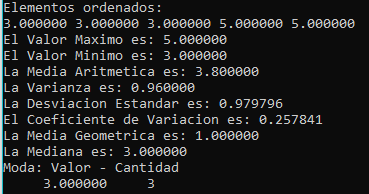 Elementos ordenados:
3.000000 3.000000 3.000000 5.000000 5.000000
El Valor Maximo es: 5.000000
El Valor Minimo es: 3.000000
La Media Aritmetica es: 3.800000
La Varianza es: 0.960000
La Desviacion Estandar es: 0.979796
El Coeficiente de Variacion es: 0.257841
La Media Geometrica es: 1.000000
La Mediana es: 3.000000
Moda: Valor - Cantidad
3.000000 3